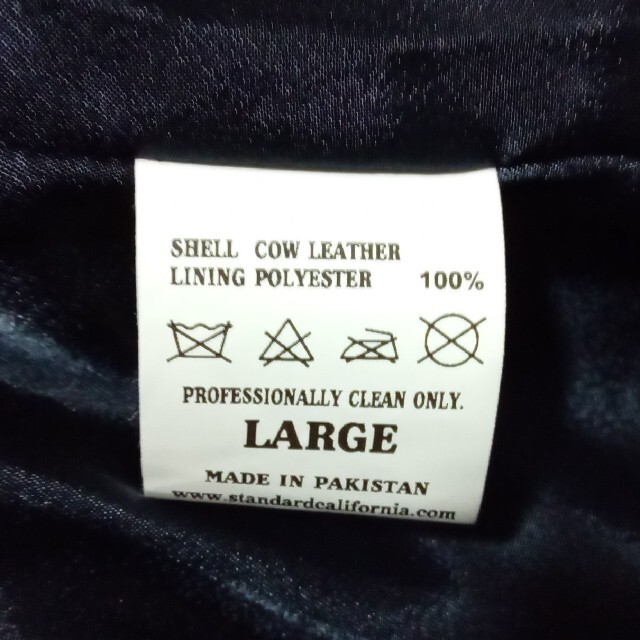 SHELL COW LEATHER
LINING POLYESTER 100%
PROFESSIONALLY CLEAN ONLY.
LARGE
MADE IN PAKISTAN
www.standardcalifornia.com